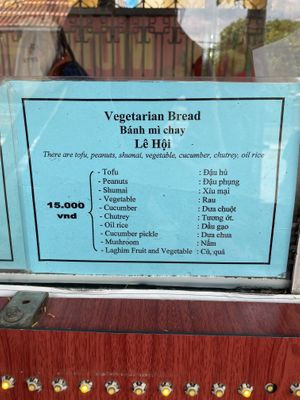 Vegetarian Bread
Bánh mì chay
Lê Hội
There are tofu, peanuts, shumai, vegetable, cucumber, chutrey, oil rice
15.000
vnd
- Tofu : Đậu hủ
- Peanuts : Đậu phụng
- Shumai : Xíu mại
- Vegetable : Rau
- Cucumber : Dưa chuột
- Chutrey : Tương ớt.
- Oil rice : Dầu gạo
- Cucumber pickle : Dưa chua
- Mushroom : Nấm
- Laghim Fruit and Vegetable : Củ, quả